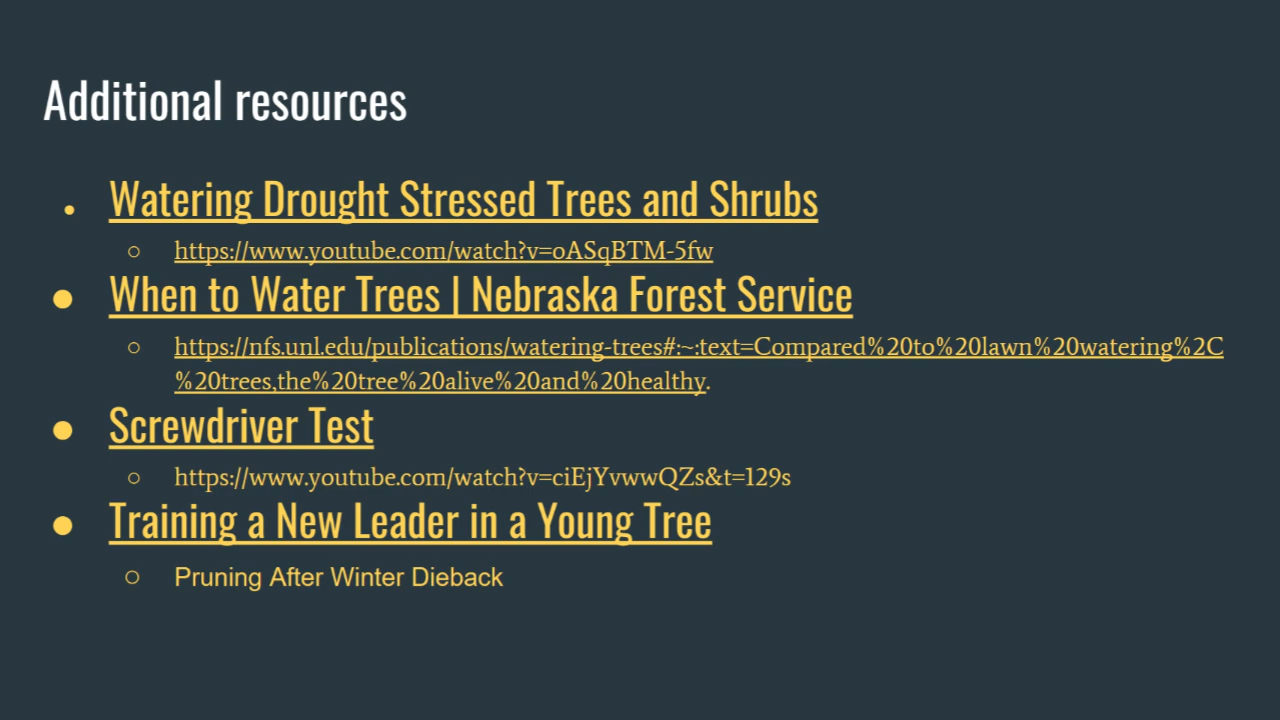 Additional resources
Watering Drought Stressed Trees and Shrubs
https://www.youtube.com/watch?v=oASqBTM-5fw
When to Water Trees | Nebraska Forest Service
https://nfs.unl.edu/publications/watering-trees#:~:text=Compared%20to%20lawn%20watering%2C
%20trees,the%20tree%20alive%20and%20healthy.
Screwdriver Test
https://www.youtube.com/watch?v=ciEjYvwwQZs&t=129s
Training a New Leader in a Young Tree
Pruning After Winter Dieback